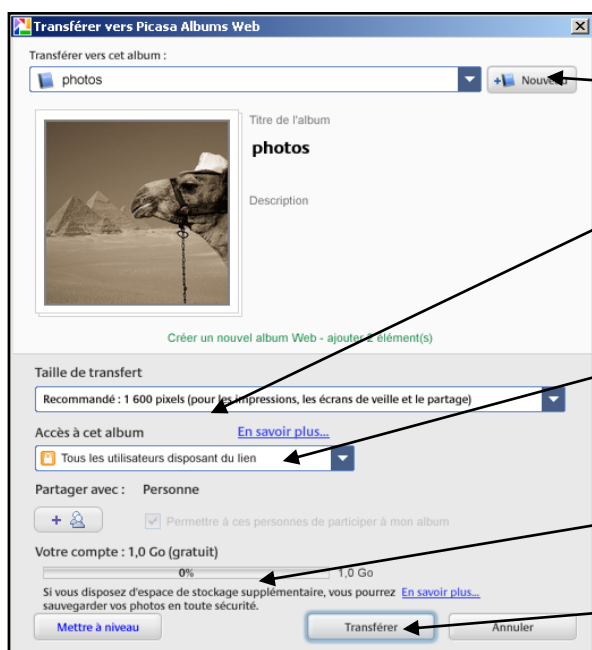 Transférer vers Picasa Albums Web
Transférer vers cet album :
photos
Nouveau
Titre de l'album
photos
Description
Créer un nouvel album Web - ajouter 2 élément(s)
Taille de transfert
Recommandé : 1 600 pixels (pour les impressions, les écrans de veille et le partage)
Accès à cet album En savoir plus...
Tous les utilisateurs disposant du lien
Partager avec : Personne
Permettre à ces personnes de participer à mon album
Votre compte : 1,0 Go (gratuit)
0% 1,0 Go
Si vous disposez d'espace de stockage supplémentaire, vous pourrez En savoir plus...
sauvegarder vos photos en toute sécurité.
Mettre à niveau Transférer Annuler